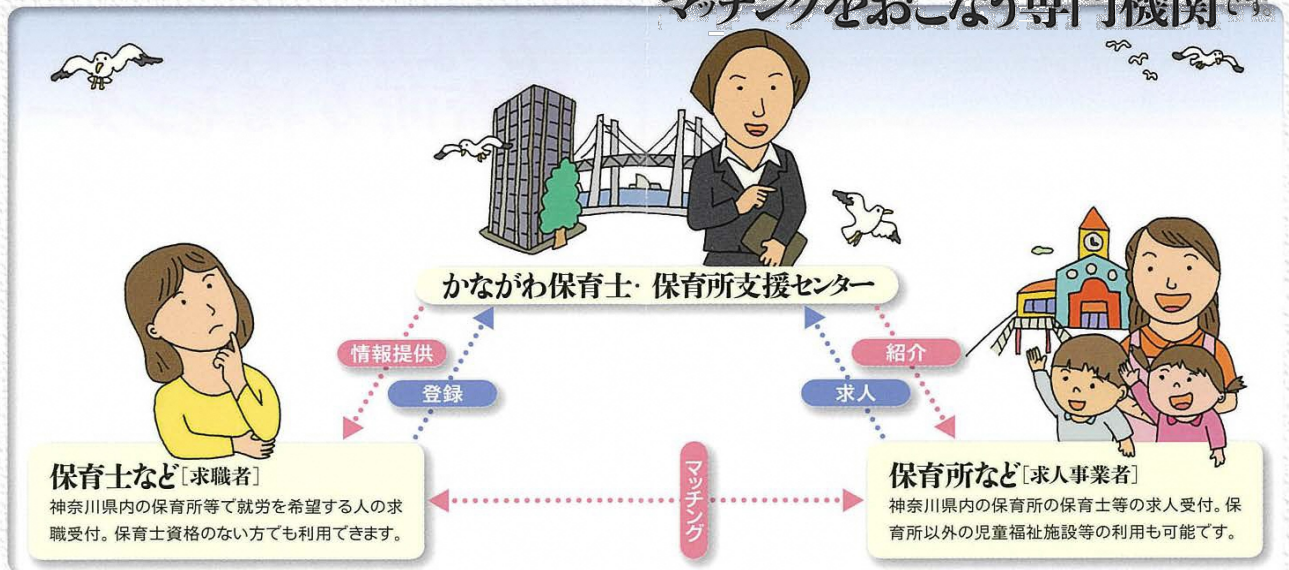 マッチングをおこなう専門機関です。
かながわ保育士・保育所支援センター
情報提供
登録
紹介
求人
保育士など[求職者]
神奈川県内の保育所等で就労を希望する人の求
職受付。保育士資格のない方でも利用できます。
マッチング
保育所など[求人事業者]
神奈川県内の保育所の保育士等の求人受付。保
育所以外の児童福祉施設等の利用も可能です。